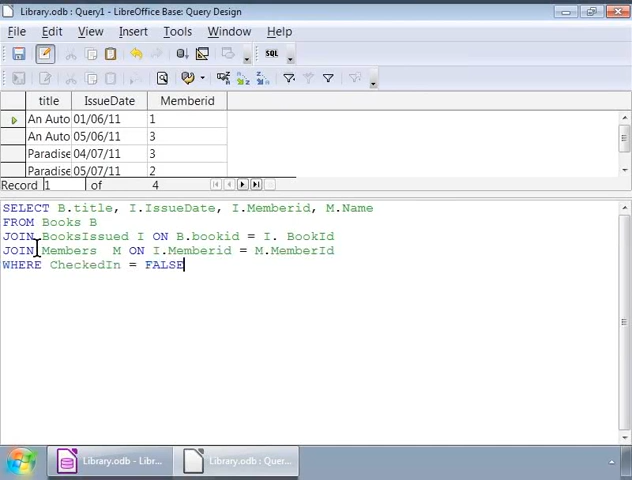 Library.odb : Query1 - LibreOffice Base: Query Design
File Edit View Insert Tools Window Help
SQL
title IssueDate Memberid
An Auto 01/06/11 1
An Auto 05/06/11 3
Paradise 04/07/11 3
Paradise 05/07/11 2
Record 1 of 4
SELECT B.title, I.IssueDate, I.Memberid, M.Name
FROM Books B
JOIN BooksIssued I ON B.bookid = I. BookId
JOIN Members M ON I.Memberid = M.MemberId
WHERE CheckedIn = FALSE
Library.odb - Libr... Library.odb : Quer...